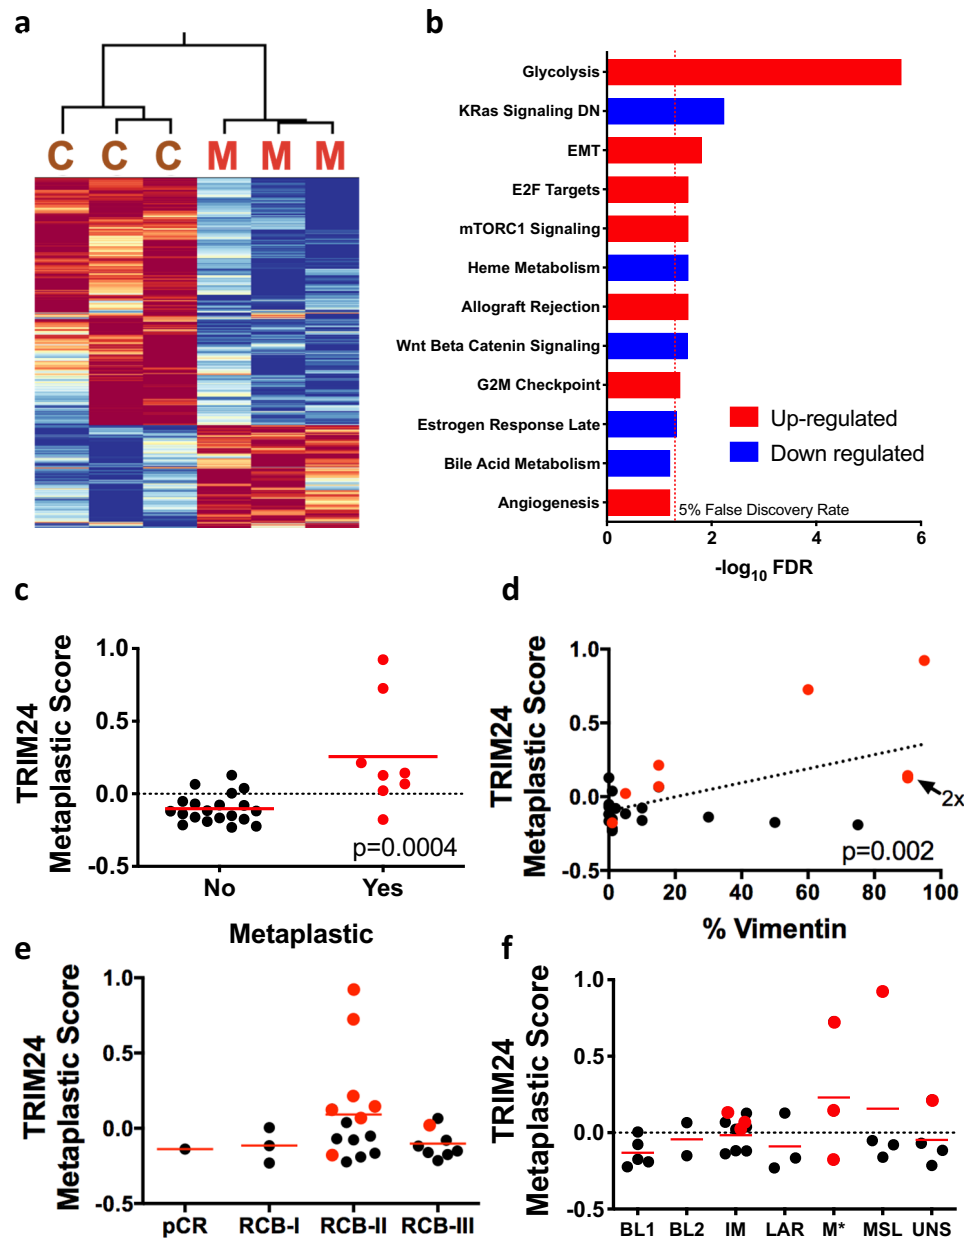 a
C C C M M M
b
Glycolysis
KRas Signaling DN
EMT
E2F Targets
mTORC1 Signaling
Heme Metabolism
Allograft Rejection
Wnt Beta Catenin Signaling
G2M Checkpoint
Estrogen Response Late
Bile Acid Metabolism
Angiogenesis
Up-regulated
Down regulated
5% False Discovery Rate
0 2 4 6
-log10 FDR
c
TRIM24
Metaplastic Score
1.0
0.5
0.0
-0.5
p=0.0004
No Yes
Metaplastic
d
TRIM24
Metaplastic Score
1.0
0.5
0.0
-0.5
2x
p=0.002
0 20 40 60 80 100
% Vimentin
e
TRIM24
Metaplastic Score
1.0
0.5
0.0
-0.5
pCR RCB-I RCB-II RCB-III
f
TRIM24
Metaplastic Score
1.0
0.5
0.0
-0.5
BL1 BL2 IM LAR M* MSL UNS